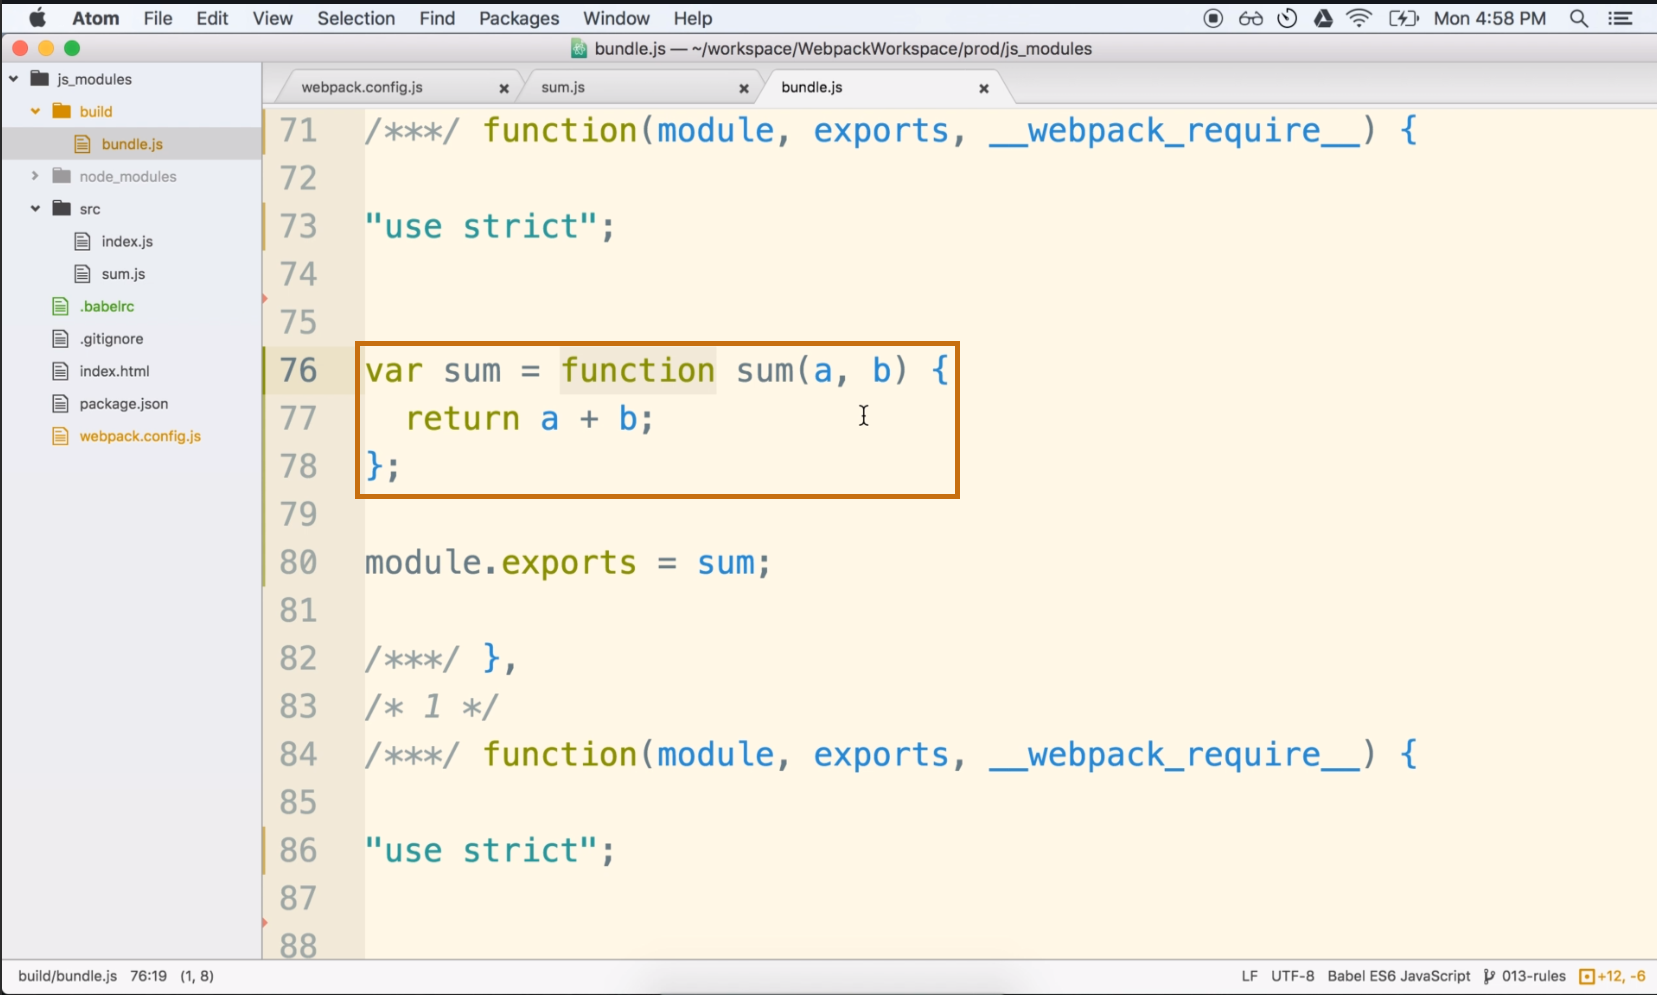 Atom File Edit View Selection Find Packages Window Help Mon 4:58 PM
bundle.js — ~/workspace/WebpackWorkspace/prod/js_modules
js_modules
build
bundle.js
node_modules
src
index.js
sum.js
.babelrc
.gitignore
index.html
package.json
webpack.config.js
webpack.config.js sum.js bundle.js
71 /***/ function(module, exports, __webpack_require__) {
72
73 "use strict";
74
75
76 var sum = function sum(a, b) {
77   return a + b;
78 };
79
80 module.exports = sum;
81
82 /***/ },
83 /* 1 */
84 /***/ function(module, exports, __webpack_require__) {
85
86 "use strict";
87
88
build/bundle.js 76:19 (1, 8) LF UTF-8 Babel ES6 JavaScript 013-rules +12, -6